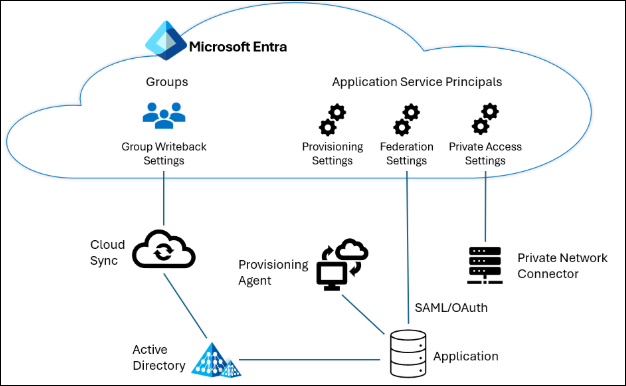 Microsoft Entra
Groups
Application Service Principals
Group Writeback
Settings
Provisioning
Settings
Federation
Settings
Private Access
Settings
Cloud
Sync
Provisioning
Agent
Private Network
Connector
SAML/OAuth
Active
Directory
Application